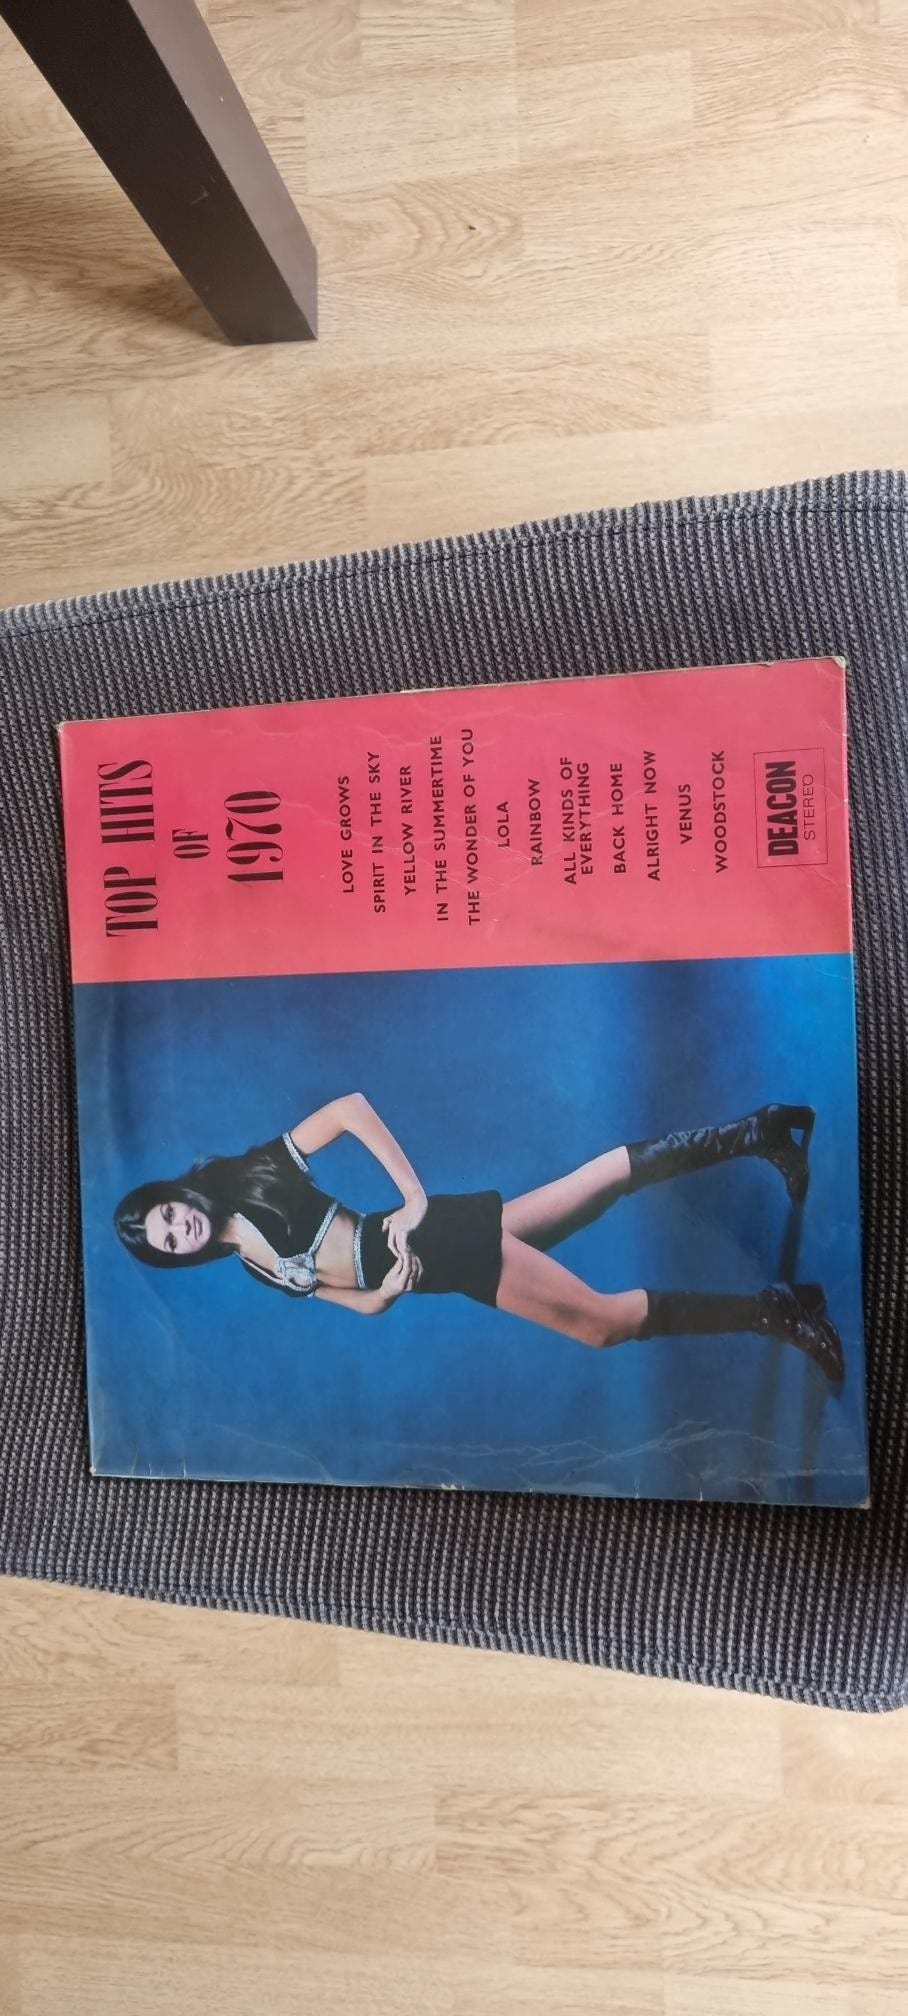 TOP HITS
OF
1970
LOVE GROWS
SPIRIT IN THE SKY
YELLOW RIVER
IN THE SUMMERTIME
THE WONDER OF YOU
LOLA
RAINBOW
ALL KINDS OF
EVERYTHING
BACK HOME
ALRIGHT NOW
VENUS
WOODSTOCK
DEACON
STEREO